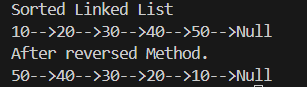 Sorted Linked List
10-->20-->30-->40-->50-->Null
After reversed Method.
50-->40-->30-->20-->10-->Null